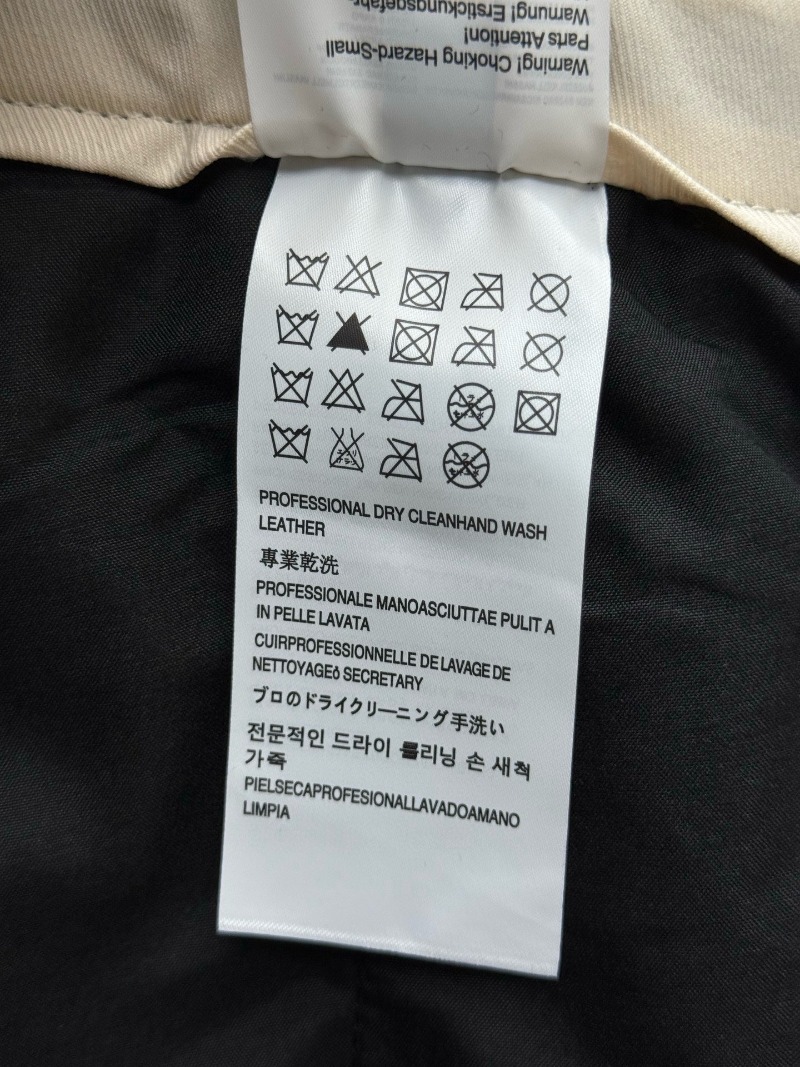 Warnung! Erstickungsgefahr
Parts Attention!
Warning! Choking Hazard-Small
PROFESSIONAL DRY CLEANHAND WASH
LEATHER
專業乾洗
PROFESSIONALE MANOASCIUTTAE PULIT A
IN PELLE LAVATA
CUIRPROFESSIONNELLE DE LAVAGE DE
NETTOYAGEò SECRETARY
プロのドライクリーニング手洗い
전문적인 드라이 클리닝 손 새척
가죽
PIELSECAPROFESIONALLAVADOAMANO
LIMPIA